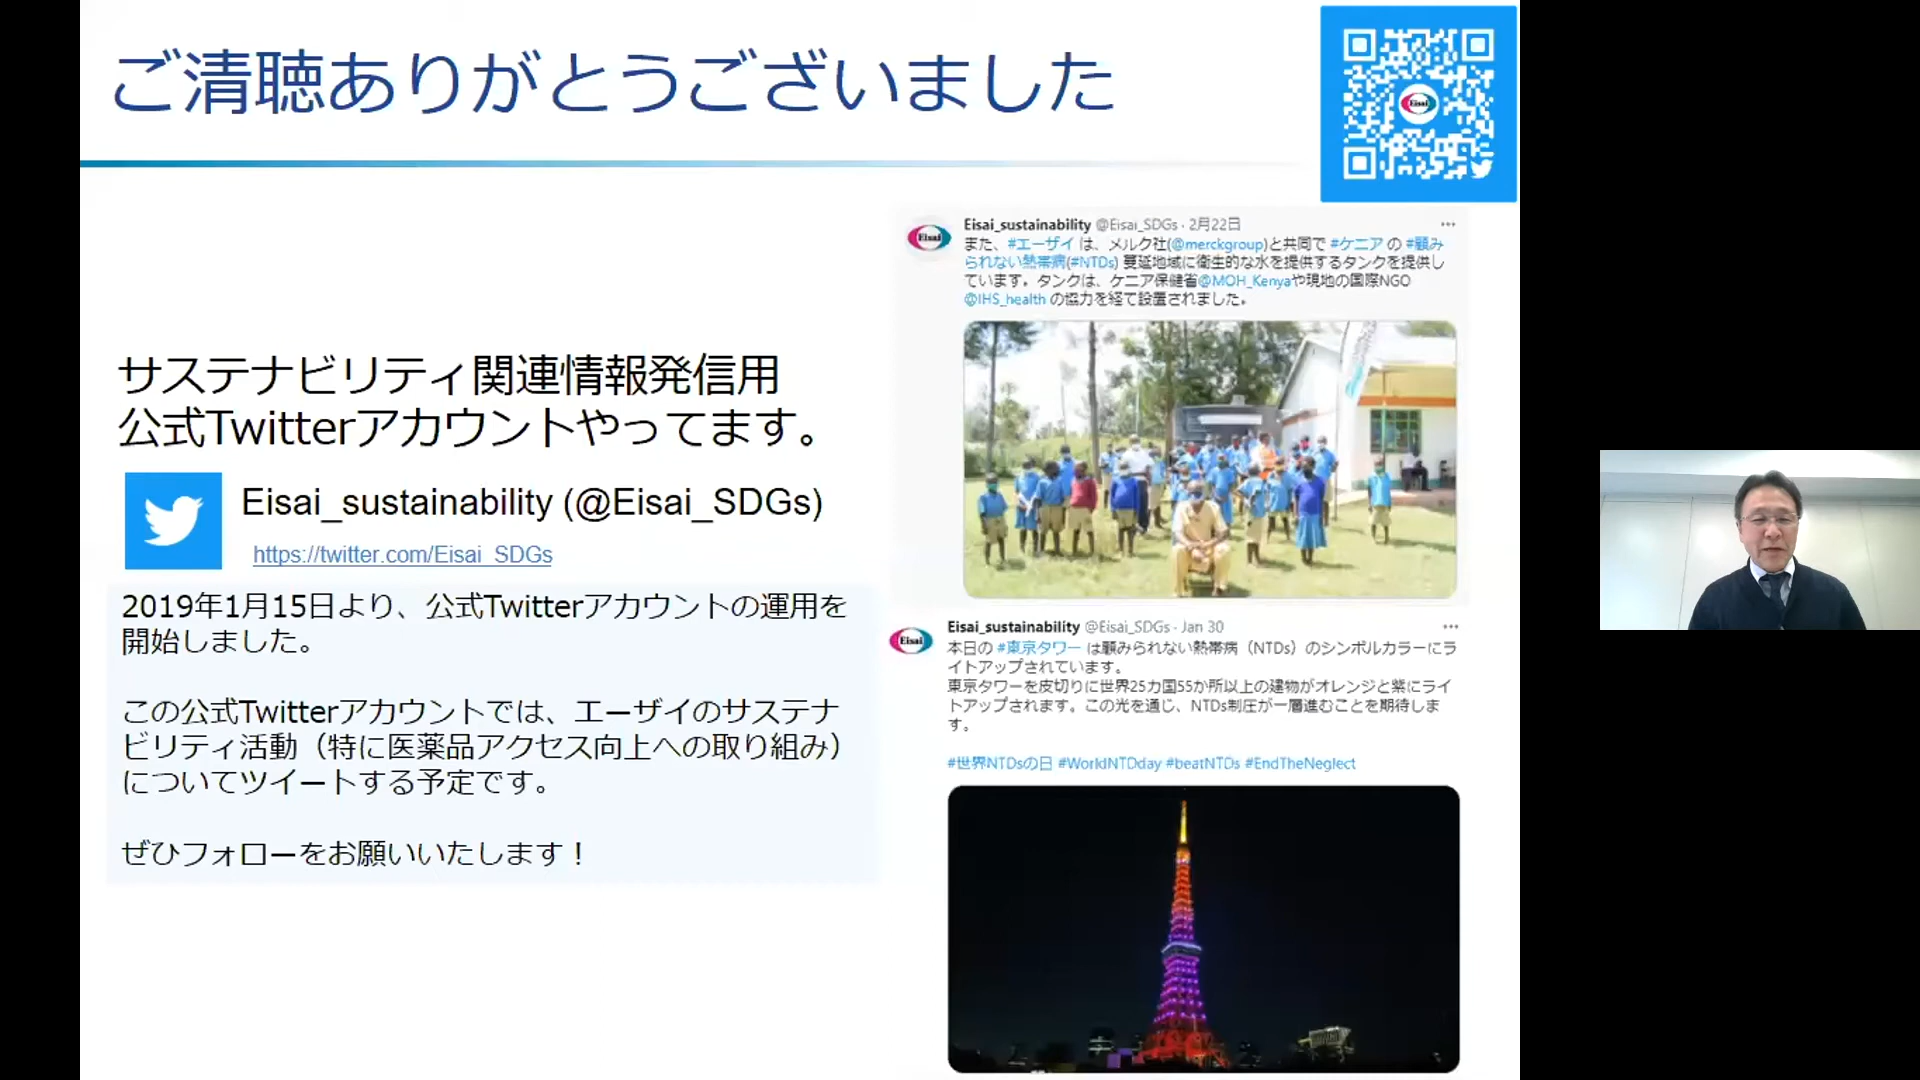 ご清聴ありがとうございました
Eisai
サステナビリティ関連情報発信用
公式Twitterアカウントやってます。
Eisai_sustainability (@Eisai_SDGs)
https://twitter.com/Eisai_SDGs
2019年1月15日より、公式Twitterアカウントの運用を
開始しました。
この公式Twitterアカウントでは、エーザイのサステナ
ビリティ活動（特に医薬品アクセス向上への取り組み）
についてツイートする予定です。
ぜひフォローをお願いいたします！
Eisai
Eisai_sustainability @Eisai_SDGs · 2月22日
また、#エーザイ は、メルク社(@merckgroup)と共同で #ケニア の #顧み
られない熱帯病(#NTDs) 蔓延地域に衛生的な水を提供するタンクを提供し
ています。タンクは、ケニア保健省@MOH_Kenyaや現地の国際NGO
@IHS_health の協力を経て設置されました。
Eisai
Eisai_sustainability @Eisai_SDGs · Jan 30
本日の #東京タワー は顧みられない熱帯病（NTDs）のシンボルカラーにラ
イトアップされています。
東京タワーを皮切りに世界25カ国55か所以上の建物がオレンジと紫にライ
トアップされます。この光を通じ、NTDs制圧が一層進むことを期待しま
す。
#世界NTDsの日 #WorldNTDday #beatNTDs #EndTheNeglect